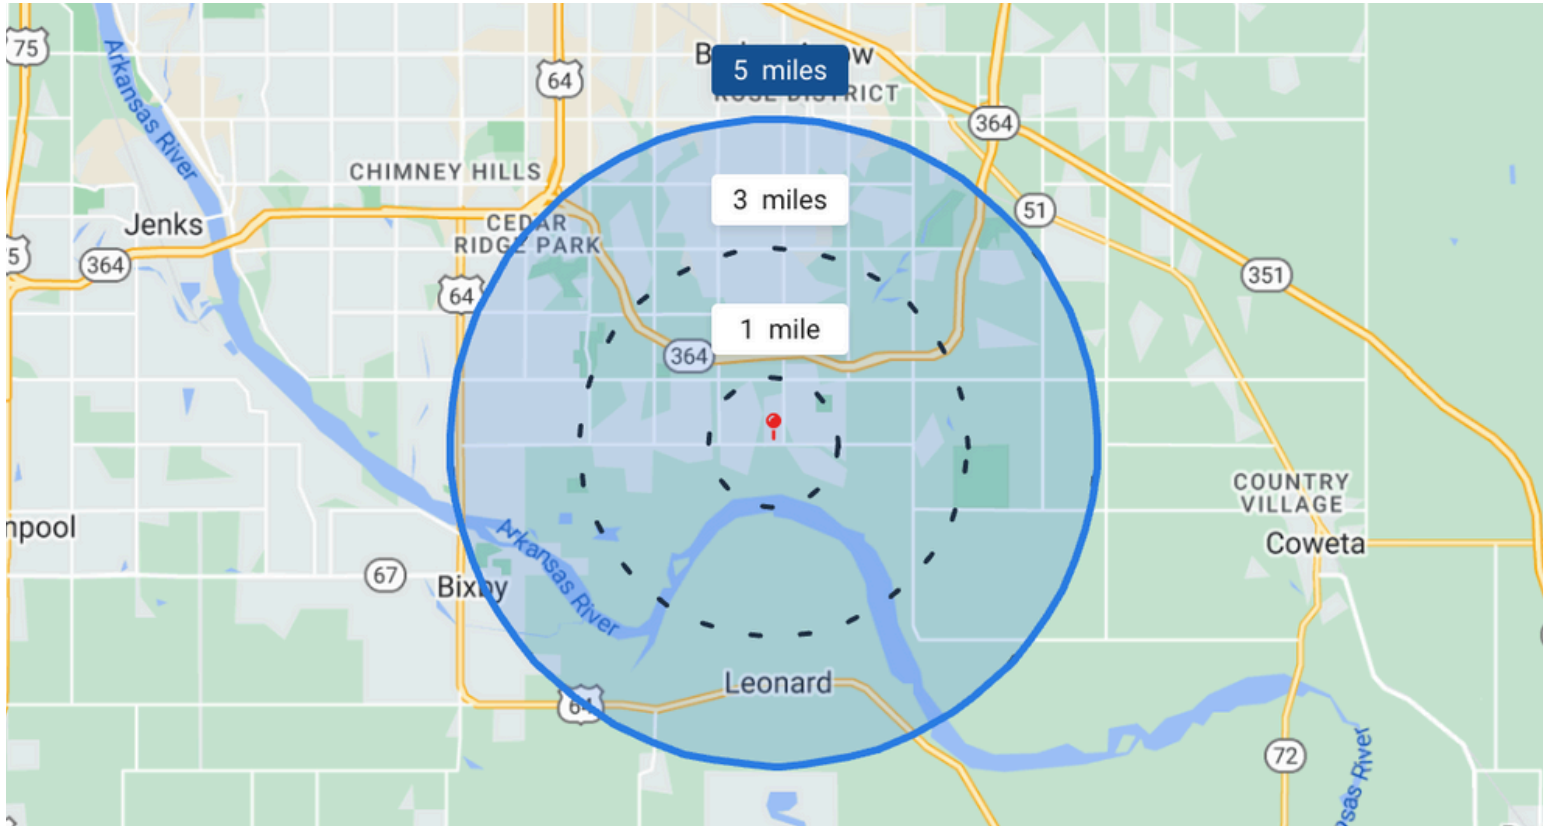 75
Arkansas River
64
5 miles
364
CHIMNEY HILLS
3 miles
Jenks
CEDAR
RIDGE PARK
51
364
351
64
1 mile
364
COUNTRY
VILLAGE
Coweta
Arkansas River
67
Bixby
Leonard
64
72